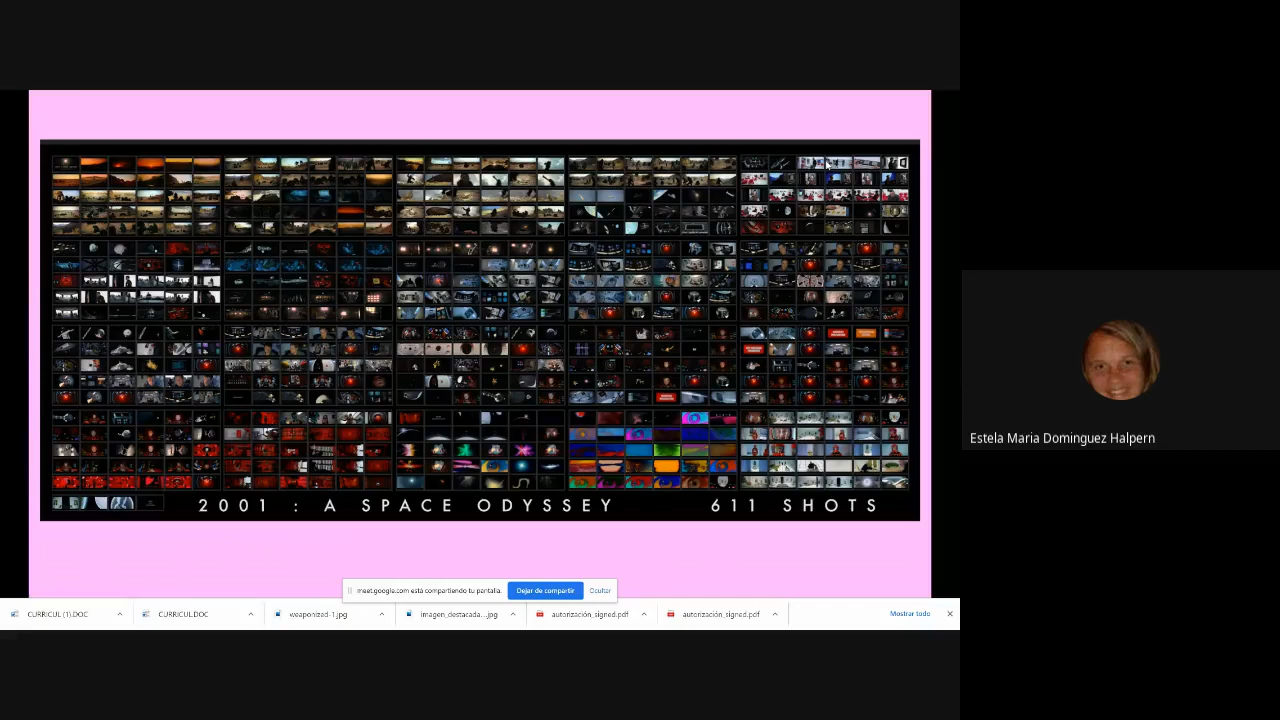 2001 : A SPACE ODYSSEY 611 SHOTS
Estela Maria Dominguez Halpern
meet.google.com está compartiendo tu pantalla. Dejar de compartir Ocultar
CURRICUL (1).DOC CURRICUL.DOC weaponized-1.jpg imagen_destacada....jpg autorización_signed.pdf autorización_signed.pdf Mostrar todo